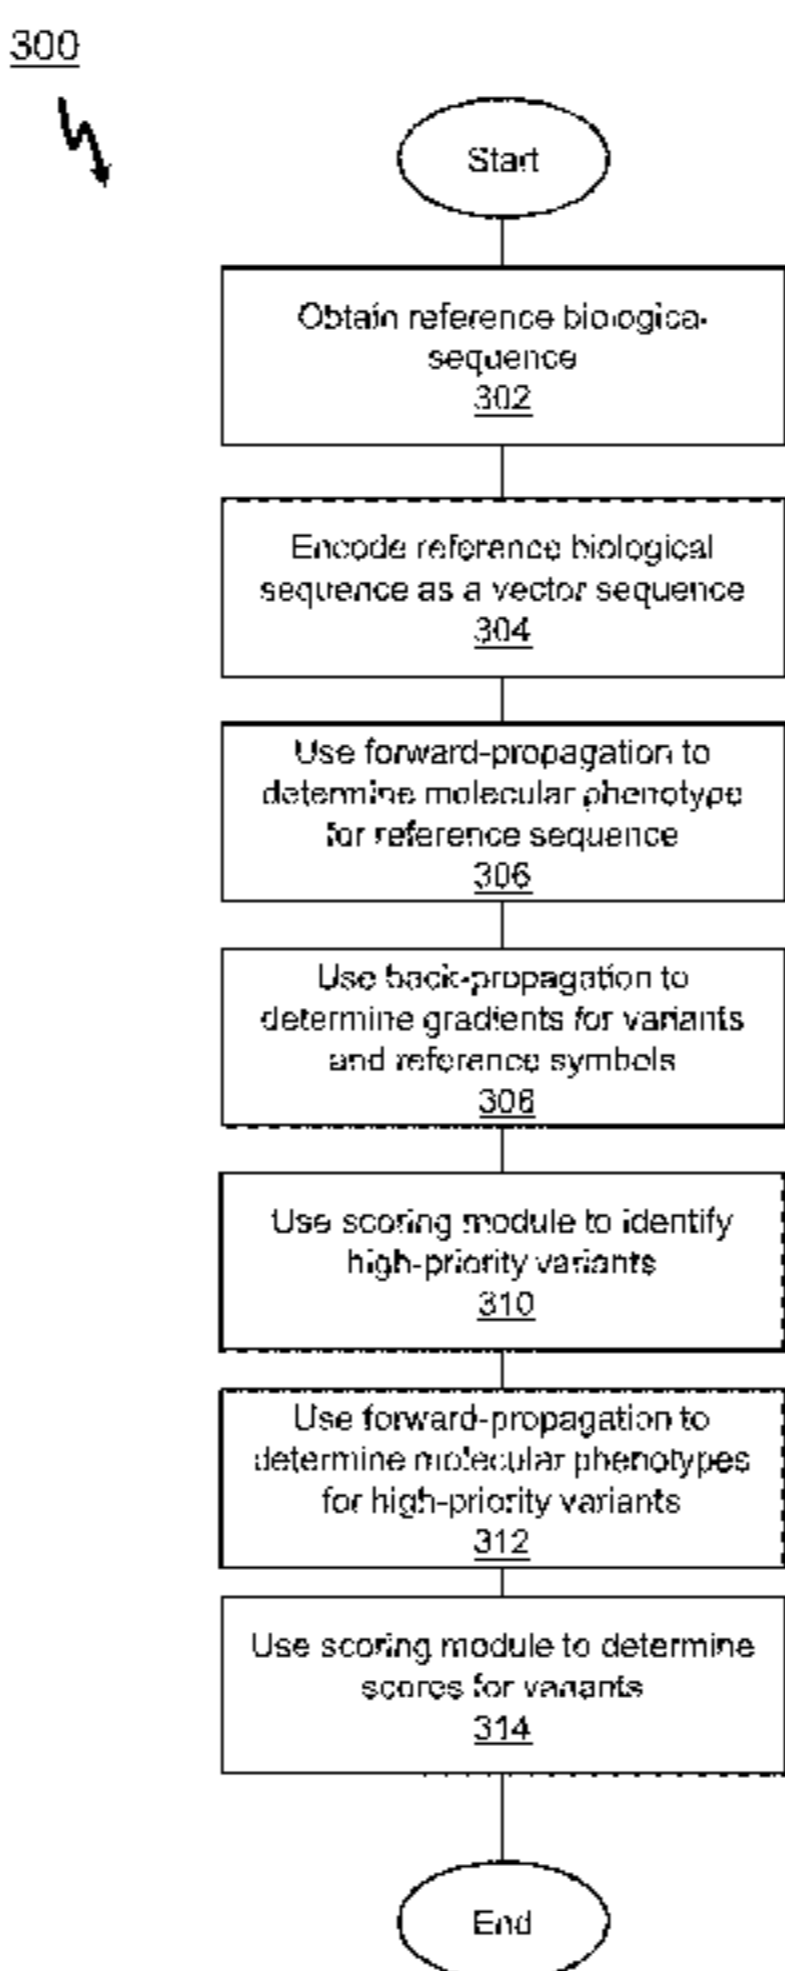 300
Start
Obtain reference biological
sequence
302
Encode reference biological
sequence as a vector sequence
304
Use forward-propagation to
determine molecular phenotype
for reference sequence
306
Use back-propagation to
determine gradients for variants
and reference symbols
308
Use scoring module to identify
high-priority variants
310
Use forward-propagation to
determine molecular phenotypes
for high-priority variants
312
Use scoring module to determine
scores for variants
314
End